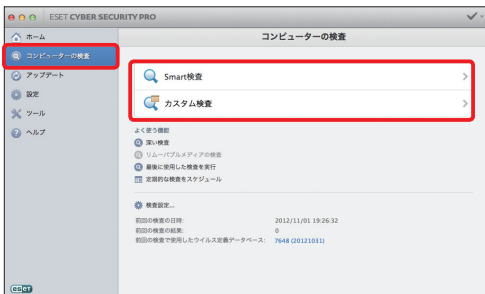 ESET CYBER SECURITY PRO
ホーム
コンピューターの検査
アップデート
設定
ツール
ヘルプ
コンピューターの検査
Smart検査
カスタム検査
よく使う機能
深い検査
リムーバブルメディアの検査
最後に使用した検査を実行
定期的な検査をスケジュール
検査設定...
前回の検査の日時: 2012/11/01 19:26:32
前回の検査の結果: 0
前回の検査で使用したウイルス定義データベース: 7648 (20121031)
eset